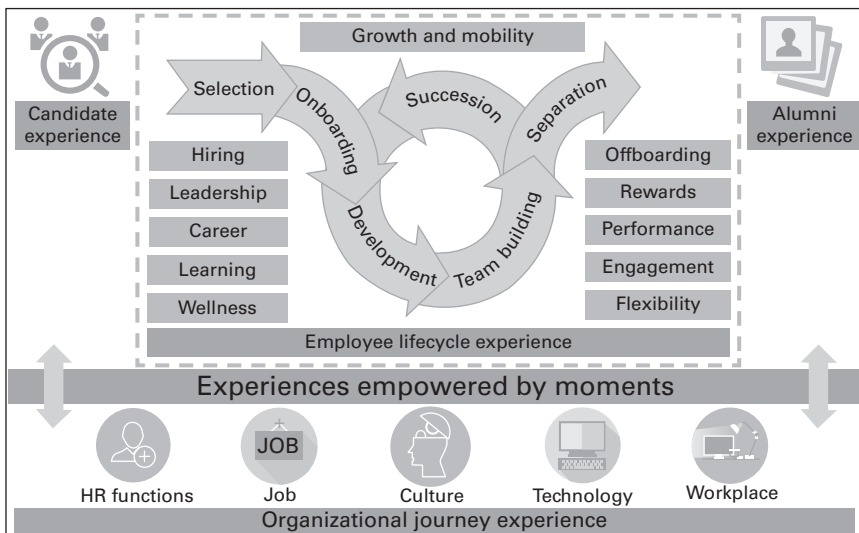 Growth and mobility
Candidate
experience
Selection
Onboarding
Development
Team building
Succession
Separation
Alumni
experience
Hiring
Leadership
Career
Learning
Wellness
Offboarding
Rewards
Performance
Engagement
Flexibility
Employee lifecycle experience
Experiences empowered by moments
JOB
HR functions
Job
Culture
Technology
Workplace
Organizational journey experience